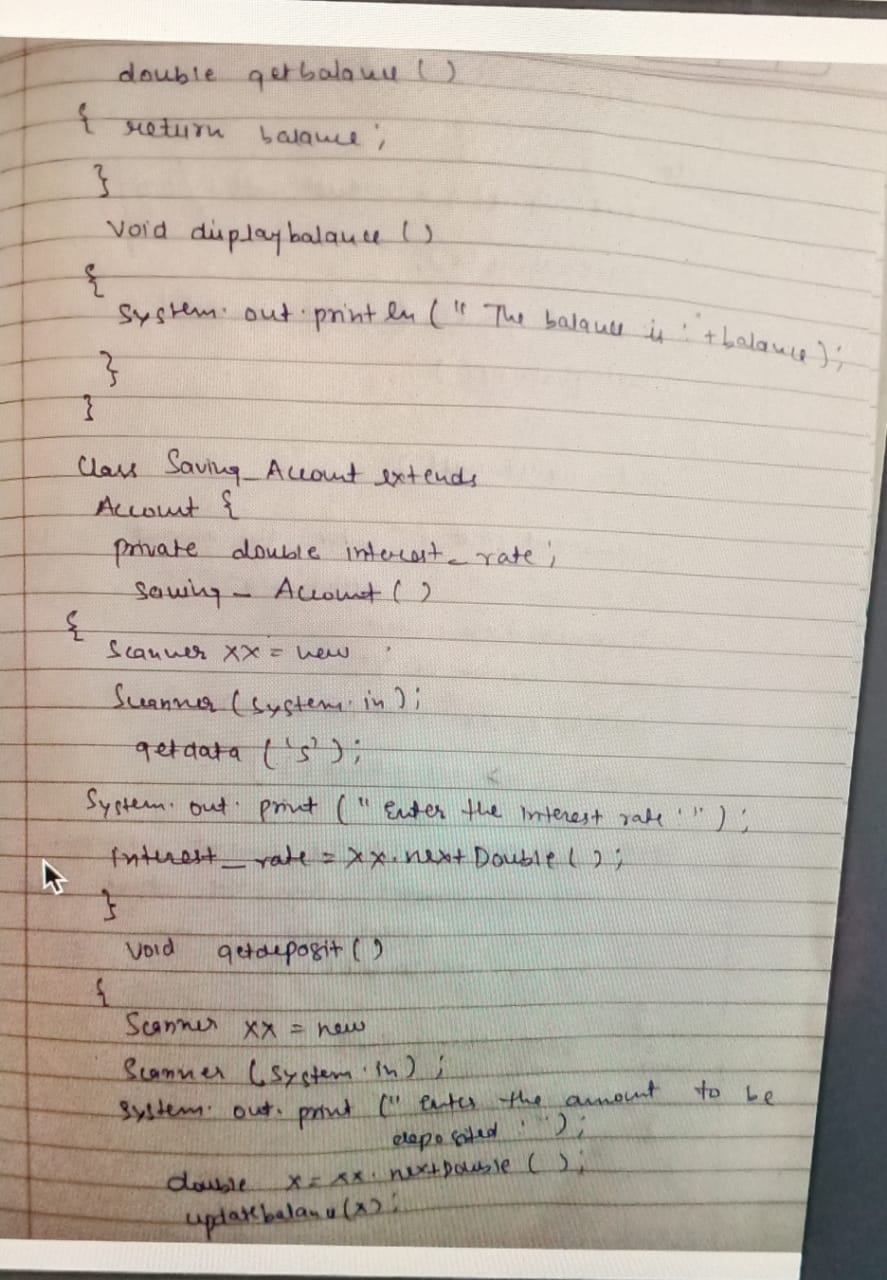 double getbalance ( )
{ return balance ;
}
void displaybalance ( )
{
System. out . println ( " The balance is : " + balance ) ;
}
}
Class Saving_Account extends
Account {
private double interest_rate ;
Saving_Account ( )
{
Scanner xx = new
Scanner ( System. in ) ;
getdata ( 's' ) ;
System. out. print ( " Enter the interest rate : " ) ;
Interest_rate = xx. nextDouble ( ) ;
}
void getdeposit ( )
{
Scanner xx = new
Scanner ( System. in ) ;
System. out. print ( " Enter the amount to be
deposited : " ) ;
double x = xx. nextDouble ( ) ;
updatebalance (x) ;